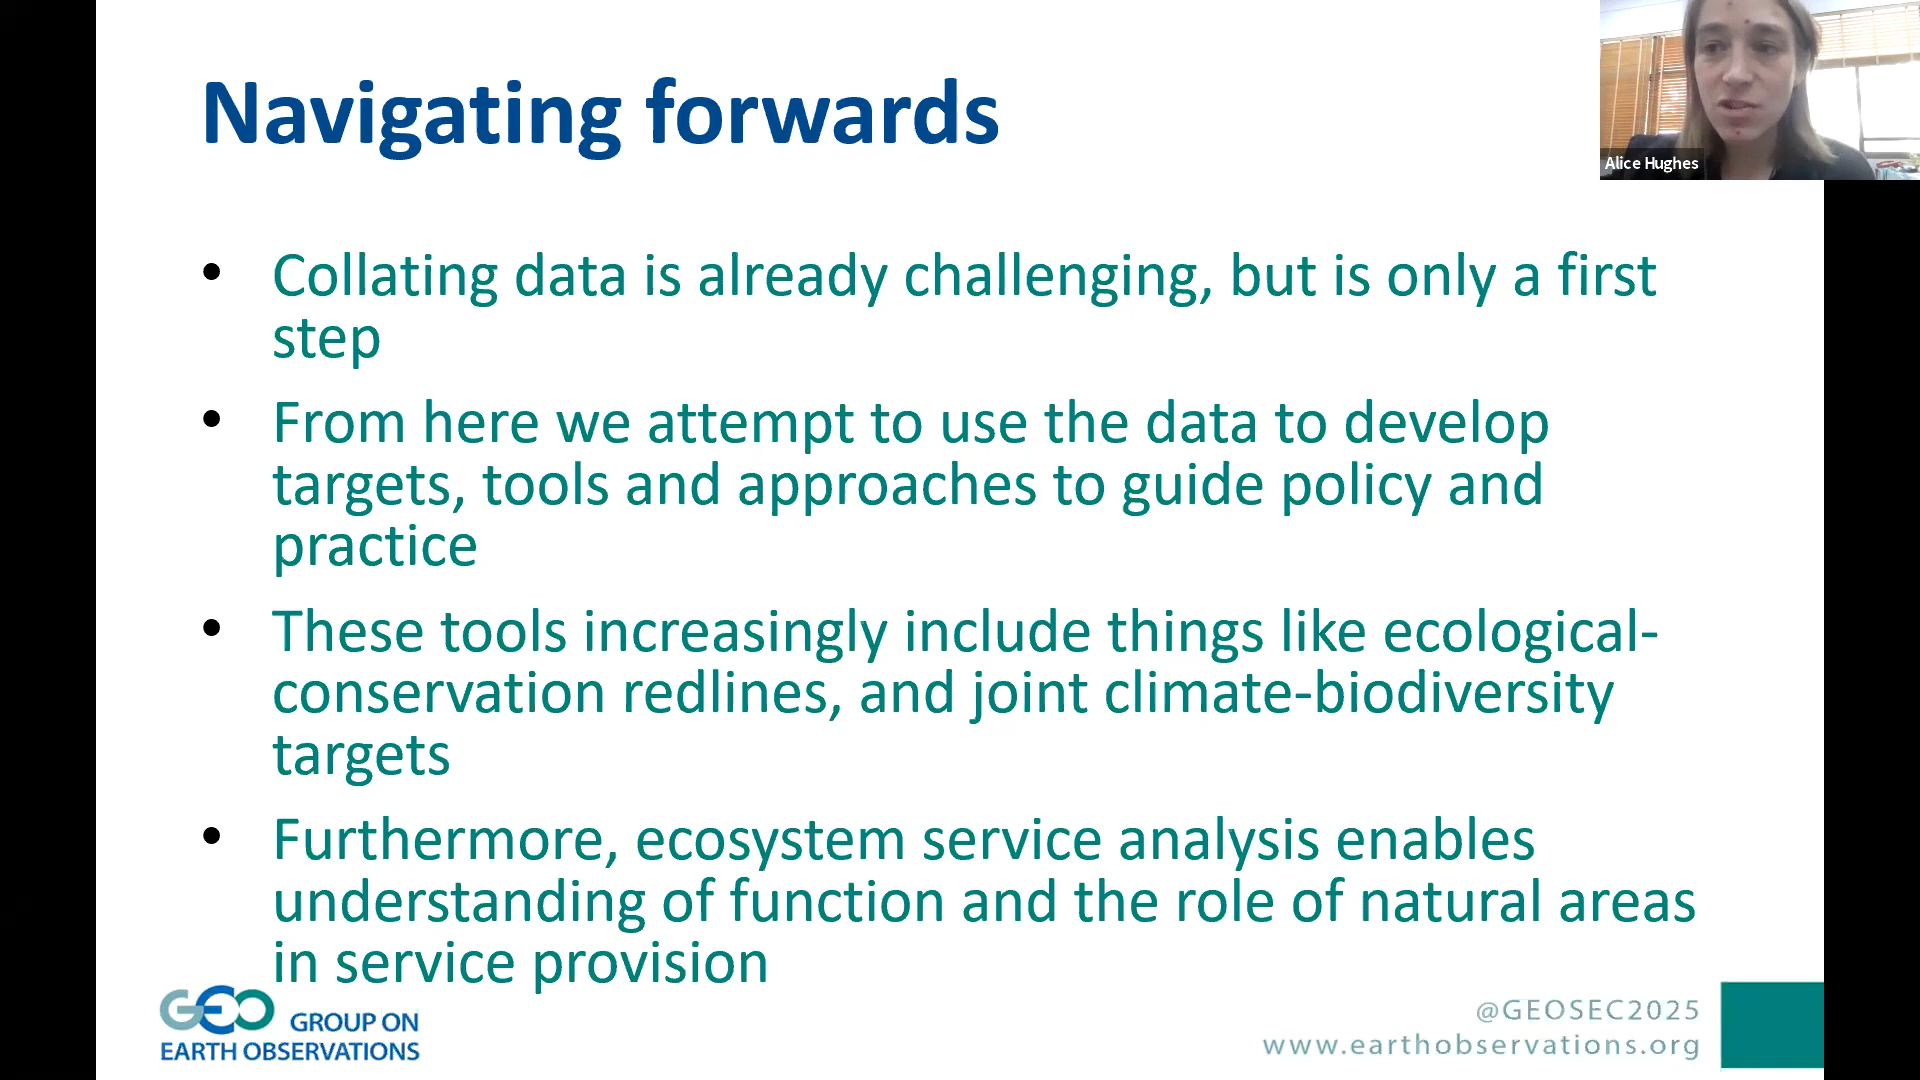 Navigating forwards
Alice Hughes
• Collating data is already challenging, but is only a first
step
• From here we attempt to use the data to develop
targets, tools and approaches to guide policy and
practice
• These tools increasingly include things like ecological-
conservation redlines, and joint climate-biodiversity
targets
• Furthermore, ecosystem service analysis enables
understanding of function and the role of natural areas
in service provision
GEO GROUP ON
EARTH OBSERVATIONS
@GEOSEC2025
www.earthobservations.org